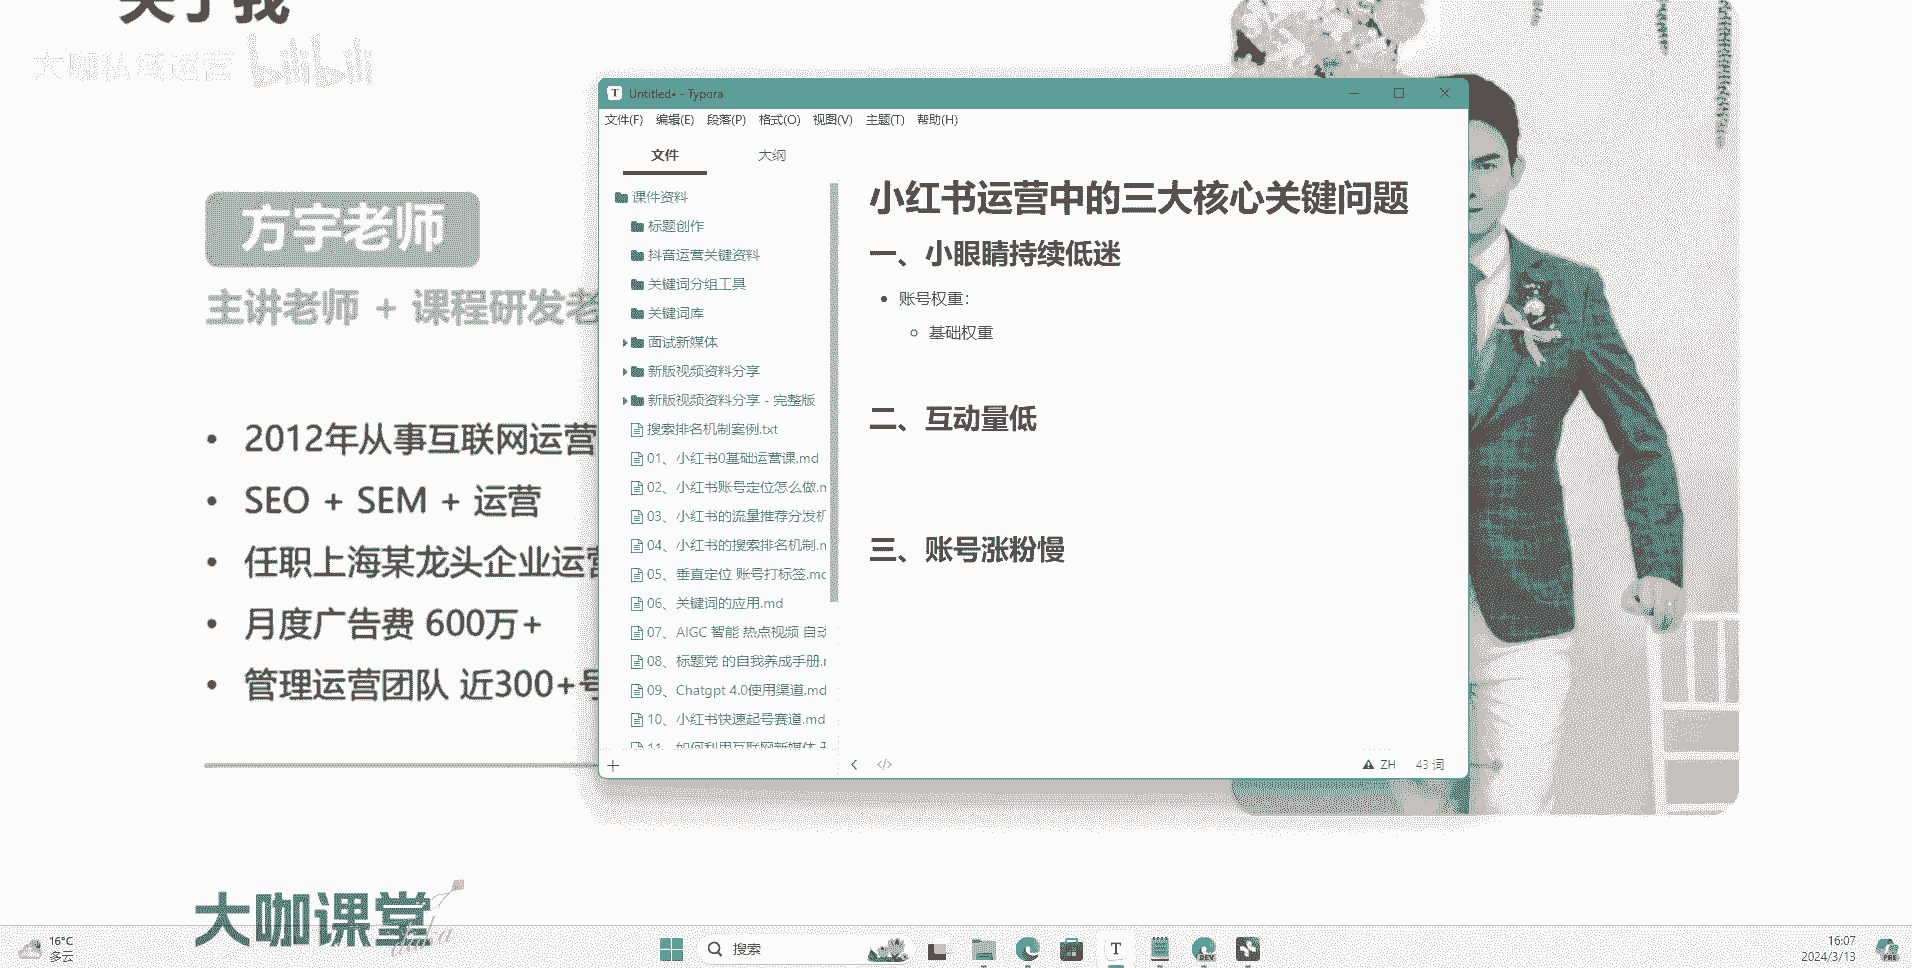 关于我
大咖私域运营 bilibili
方宇老师
主讲老师 + 课程研发老
• 2012年从事互联网运营
• SEO + SEM + 运营
• 任职上海某龙头企业运营
• 月度广告费 600万+
• 管理运营团队 近300+号
大咖课堂
Untitled• - Typora
文件(F) 编辑(E) 段落(P) 格式(O) 视图(V) 主题(T) 帮助(H)
文件 大纲
课件资料
标题创作
抖音运营关键资料
关键词分组工具
关键词库
面试新媒体
新版视频资料分享
新版视频资料分享 - 完整版
搜索排名机制案例.txt
01、小红书0基础运营课.md
02、小红书账号定位怎么做.m
03、小红书的流量推荐分发机
04、小红书的搜索排名机制.m
05、垂直定位 账号打标签.md
06、关键词的应用.md
07、AIGC 智能 热点视频 自动
08、标题党 的自我养成手册.m
09、Chatgpt 4.0使用渠道.md
10、小红书快速起号赛道.md
11、如何利用互联网新媒体
小红书运营中的三大核心关键问题
一、小眼睛持续低迷
• 账号权重：
○ 基础权重
二、互动量低
三、账号涨粉慢
ZH 43 词
16°C
多云
搜索
16:07
2024/3/13